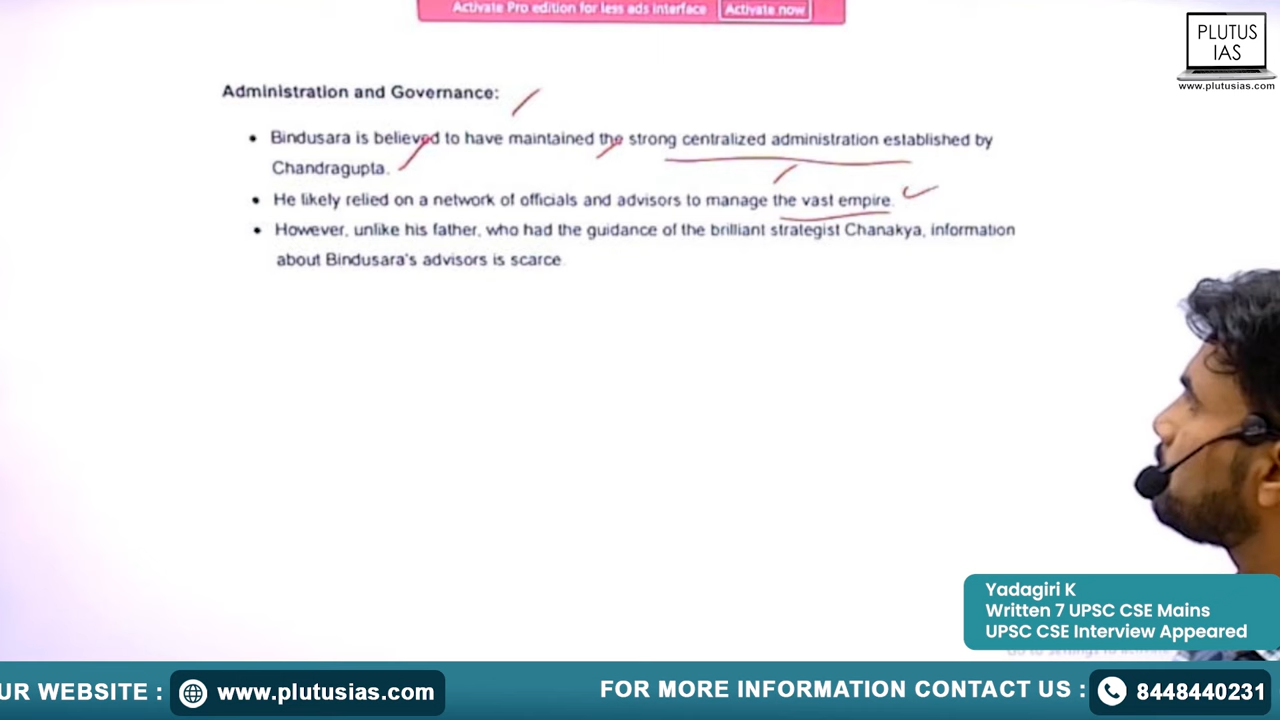 Activate Pro edition for less ads interface Activate now
PLUTUS
IAS
www.plutusias.com
Administration and Governance:
• Bindusara is believed to have maintained the strong centralized administration established by
Chandragupta.
• He likely relied on a network of officials and advisors to manage the vast empire.
• However, unlike his father, who had the guidance of the brilliant strategist Chanakya, information
about Bindusara's advisors is scarce.
Yadagiri K
Written 7 UPSC CSE Mains
UPSC CSE Interview Appeared
UR WEBSITE : www.plutusias.com
FOR MORE INFORMATION CONTACT US : 8448440231